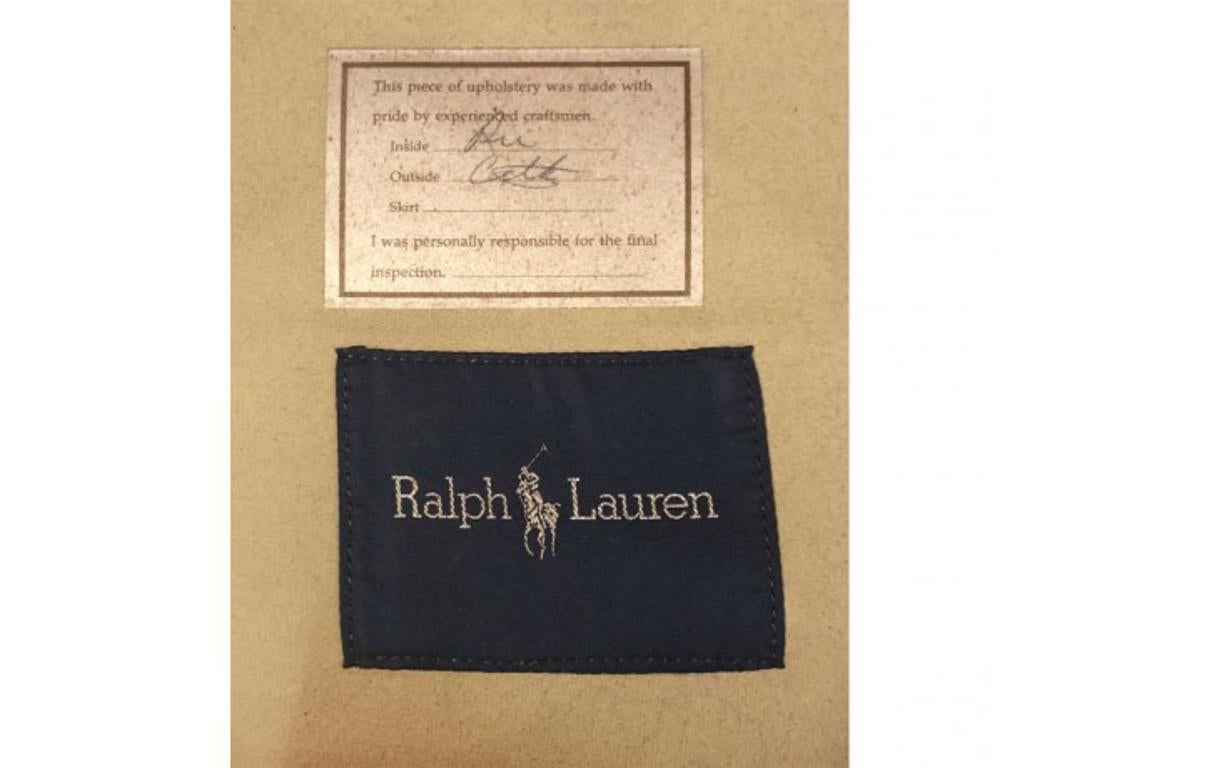 This piece of upholstery was made with
pride by experienced craftsmen.
Inside
Outside
Skirt
I was personally responsible for the final
inspection.
Ralph Lauren